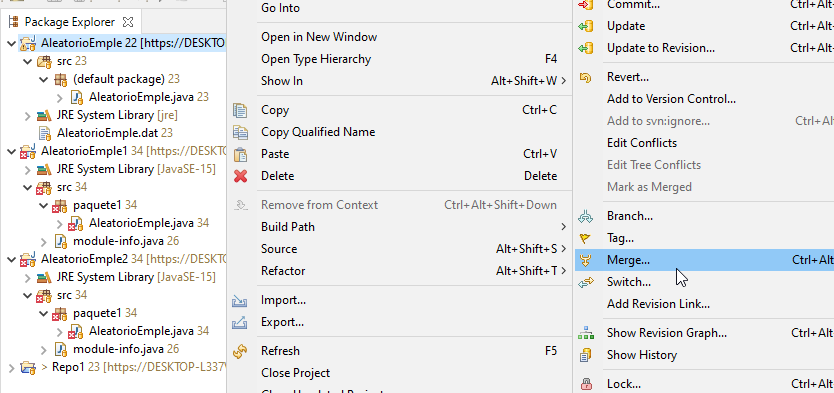 Package Explorer
AleatorioEmple 22 [https://DESKTOP
src 23
(default package) 23
AleatorioEmple.java 23
JRE System Library [jre]
AleatorioEmple.dat 23
AleatorioEmple1 34 [https://DESKTO
JRE System Library [JavaSE-15]
src 34
paquete1
AleatorioEmple.java 34
module-info.java 26
AleatorioEmple2 34 [https://DESKTO
JRE System Library [JavaSE-15]
src 34
paquete1
AleatorioEmple.java 34
module-info.java 26
> Repo1 23 [https://DESKTOP-L337V
Go Into
Open in New Window
Open Type Hierarchy F4
Show In Alt+Shift+W >
Copy Ctrl+C
Copy Qualified Name
Paste Ctrl+V
Delete Delete
Remove from Context Ctrl+Alt+Shift+Down
Build Path
Source Alt+Shift+S >
Refactor Alt+Shift+T >
Import...
Export...
Refresh F5
Close Project
Commit... Ctrl+Alt
Update Ctrl+Alt
Update to Revision... Ctrl+Alt
Revert...
Add to Version Control...
Add to svn:ignore... Ctrl+Al
Edit Conflicts
Edit Tree Conflicts
Mark as Merged
Branch...
Tag...
Merge... Ctrl+Alt
Switch...
Add Revision Link...
Show Revision Graph... Ctrl+Al
Show History
Lock... Ctrl+Alt